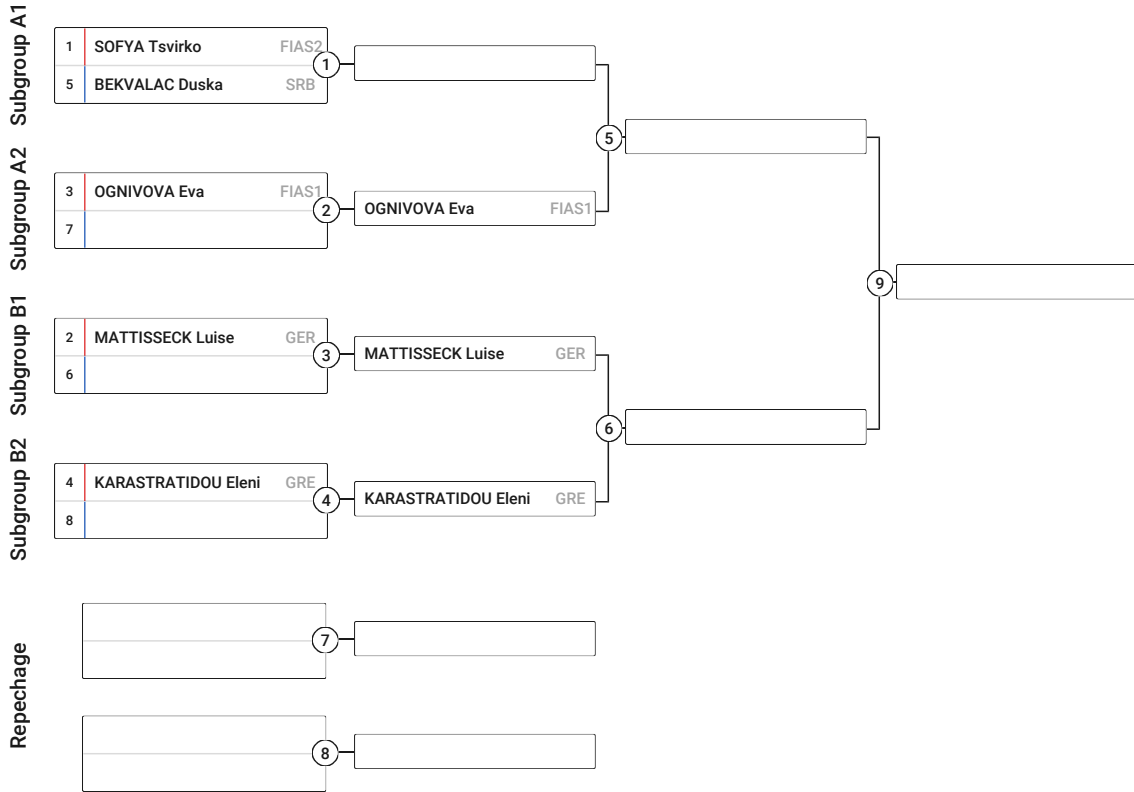 Subgroup A1
1 SOFYA Tsvirko FIAS2
5 BEKVALAC Duska SRB
1
Subgroup A2
3 OGNIVOVA Eva FIAS1
7
2
OGNIVOVA Eva FIAS1
5
Subgroup B1
2 MATTISSECK Luise GER
6
3
MATTISSECK Luise GER
Subgroup B2
4 KARASTRATIDOU Eleni GRE
8
4
KARASTRATIDOU Eleni GRE
6
9
Repechage
7
8